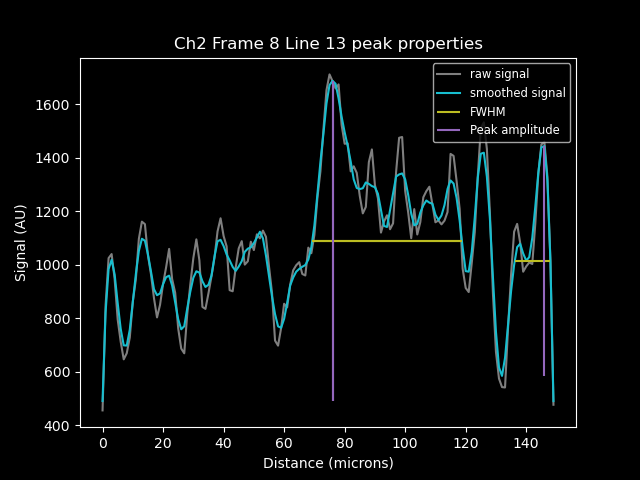 Ch2 Frame 8 Line 13 peak properties
raw signal
smoothed signal
FWHM
Peak amplitude
Signal (AU)
1600
1400
1200
1000
800
600
400
0 20 40 60 80 100 120 140
Distance (microns)